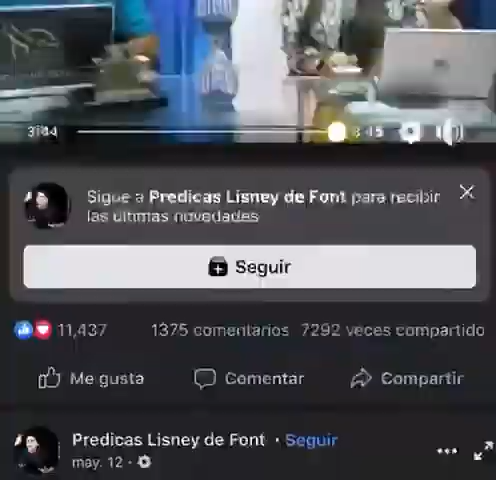 3:44
3:45
Sigue a Predicas Lisney de Font para recibir
las últimas novedades
Seguir
11,437 1375 comentarios 7292 veces compartido
Me gusta Comentar Compartir
Predicas Lisney de Font · Seguir
may. 12 ·